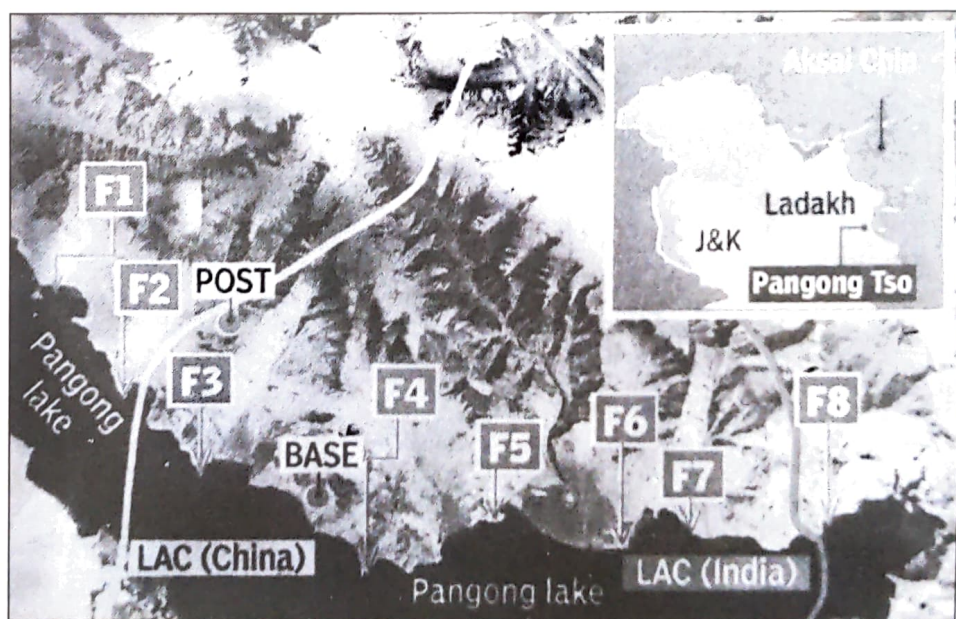 Aksai Chin
Ladakh
J&K
Pangong Tso
F1
F2
POST
Pangong
lake
F3
F4
F8
BASE
F5
F6
F7
LAC (China)
LAC (India)
Pangong lake